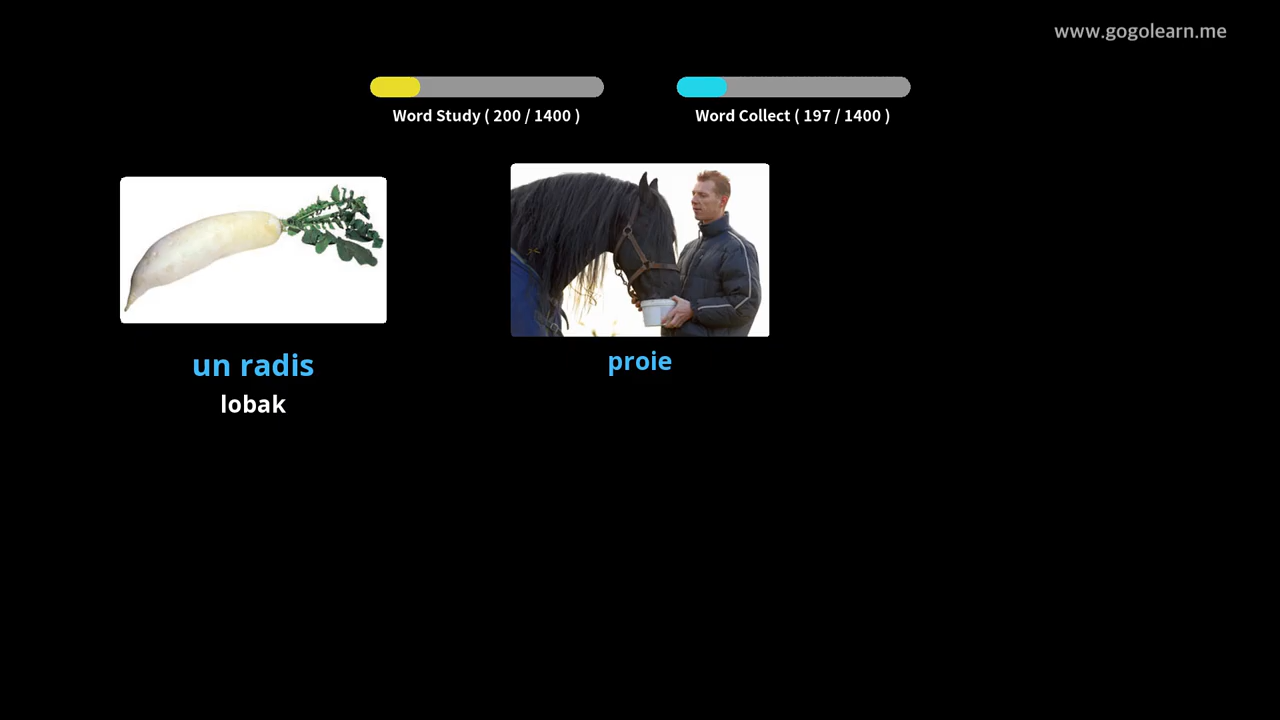 www.gogolearn.me
Word Study ( 200 / 1400 )
Word Collect ( 197 / 1400 )
un radis
lobak
proie